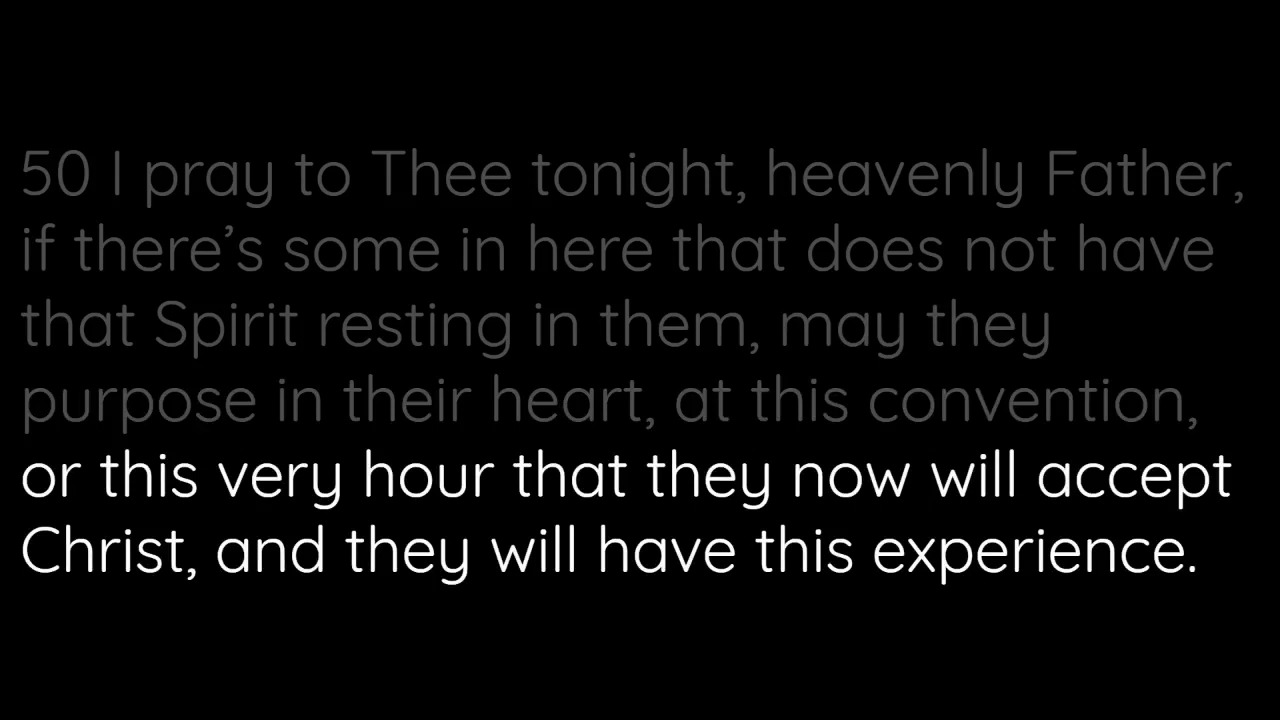 50 I pray to Thee tonight, heavenly Father,
if there’s some in here that does not have
that Spirit resting in them, may they
purpose in their heart, at this convention,
or this very hour that they now will accept
Christ, and they will have this experience.